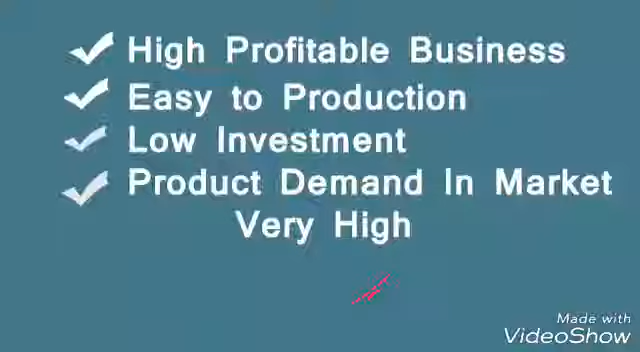 High Profitable Business
Easy to Production
Low Investment
Product Demand In Market
Very High
Made with
VideoShow